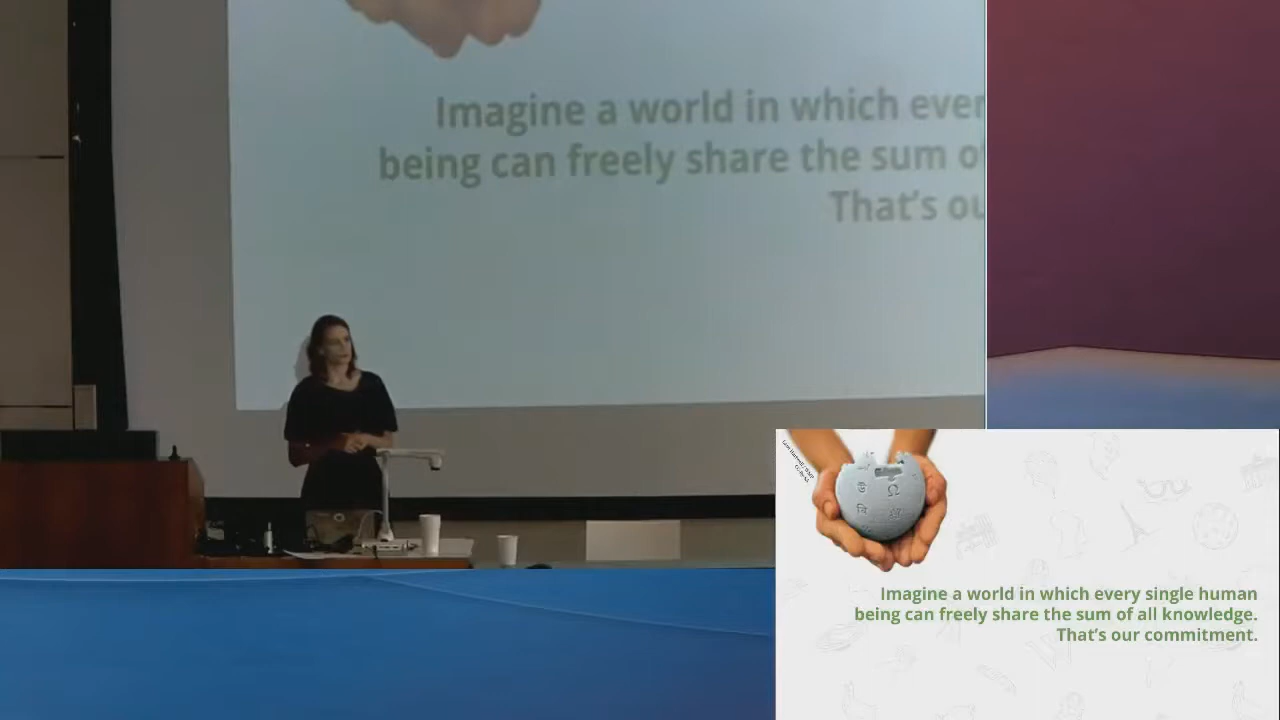 Imagine a world in which ever
being can freely share the sum o
That's ou
Imagine a world in which every single human
being can freely share the sum of all knowledge.
That's our commitment.